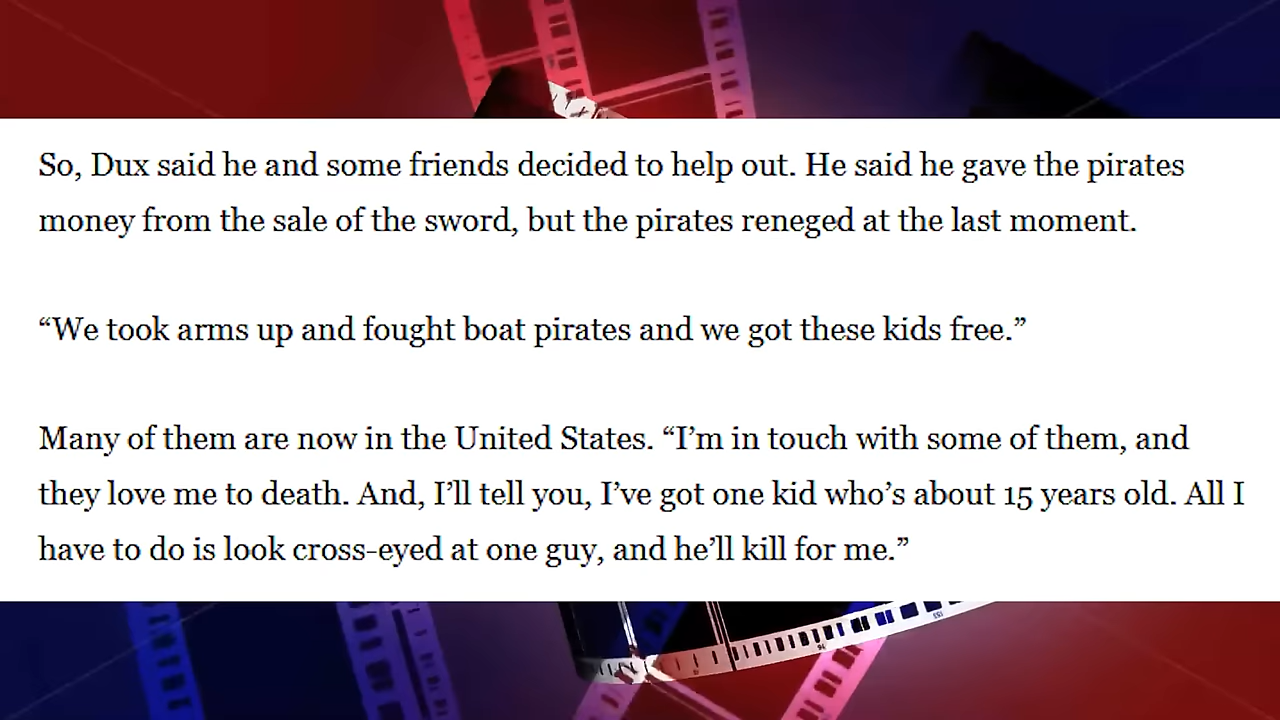 So, Dux said he and some friends decided to help out. He said he gave the pirates
money from the sale of the sword, but the pirates reneged at the last moment.
“We took arms up and fought boat pirates and we got these kids free.”
Many of them are now in the United States. “I’m in touch with some of them, and
they love me to death. And, I’ll tell you, I’ve got one kid who’s about 15 years old. All I
have to do is look cross-eyed at one guy, and he’ll kill for me.”